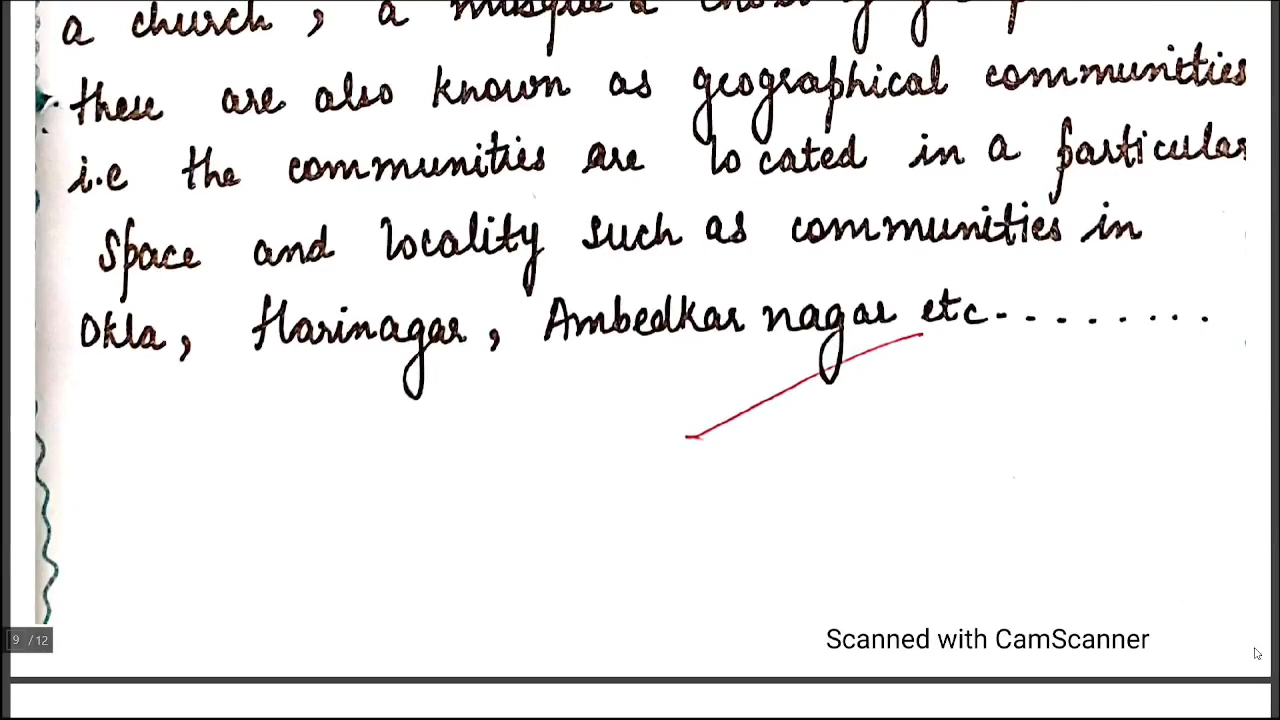 a church, a
these are also known as geographical communities
i.e the communities are located in a particular
Space and locality such as communities in
Okla, Harinagar, Ambedkar nagar etc- . . . . . . . .
9 / 12
Scanned with CamScanner